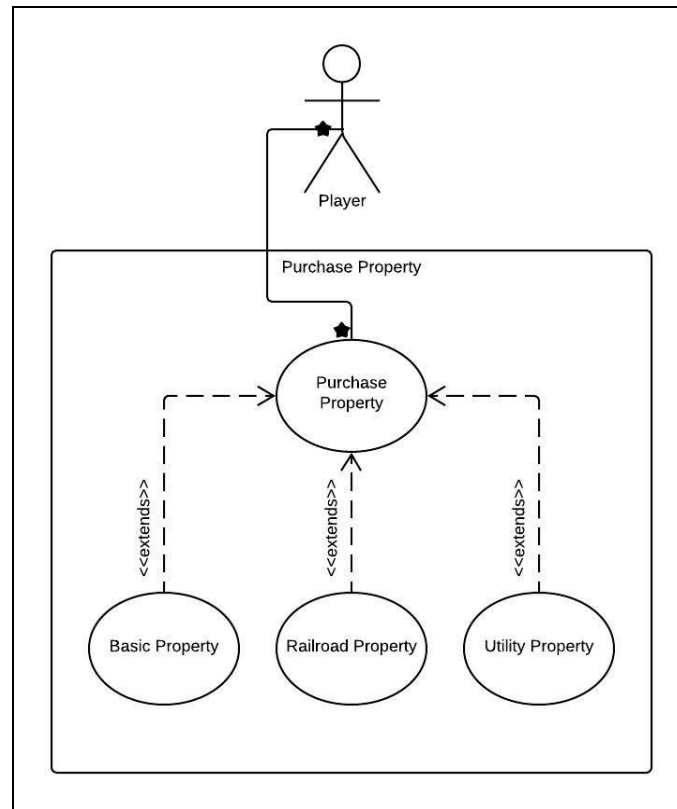 Player
Purchase Property
Purchase
Property
<<extends>>
<<extends>>
<<extends>>
Basic Property
Railroad Property
Utility Property